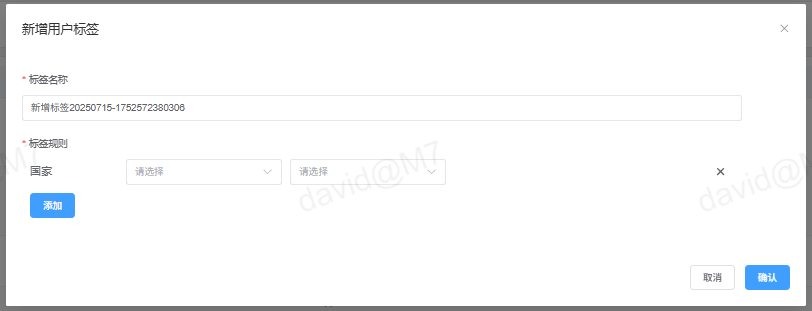 新增用户标签
* 标签名称
新增标签20250715-1752572380306
* 标签规则
国家 请选择 请选择
添加
取消 确认
david@M7
david@M
M7